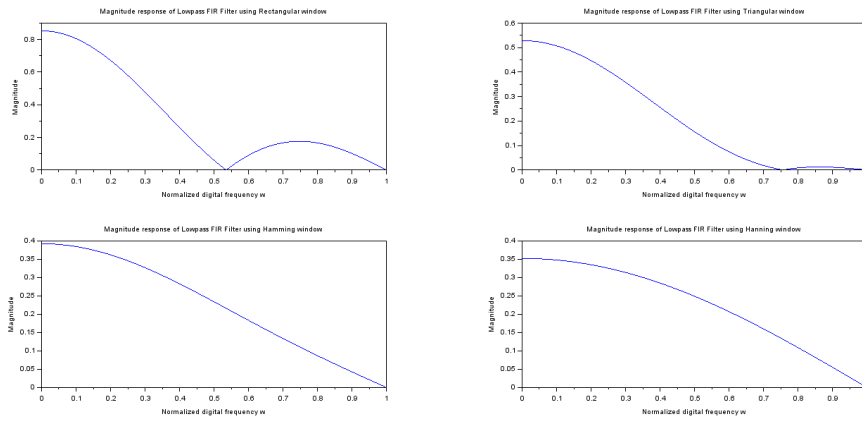 Magnitude response of Lowpass FIR Filter using Rectangular window
Magnitude
0.8
0.6
0.4
0.2
0
0 0.1 0.2 0.3 0.4 0.5 0.6 0.7 0.8 0.9 1
Normalized digital frequency w
Magnitude response of Lowpass FIR Filter using Triangular window
Magnitude
0.6
0.5
0.4
0.3
0.2
0.1
0
0 0.1 0.2 0.3 0.4 0.5 0.6 0.7 0.8 0.9
Normalized digital frequency w
Magnitude response of Lowpass FIR Filter using Hamming window
Magnitude
0.4
0.35
0.3
0.25
0.2
0.15
0.1
0.05
0
0 0.1 0.2 0.3 0.4 0.5 0.6 0.7 0.8 0.9 1
Normalized digital frequency w
Magnitude response of Lowpass FIR Filter using Hanning window
Magnitude
0.4
0.35
0.3
0.25
0.2
0.15
0.1
0.05
0
0 0.1 0.2 0.3 0.4 0.5 0.6 0.7 0.8 0.9
Normalized digital frequency w